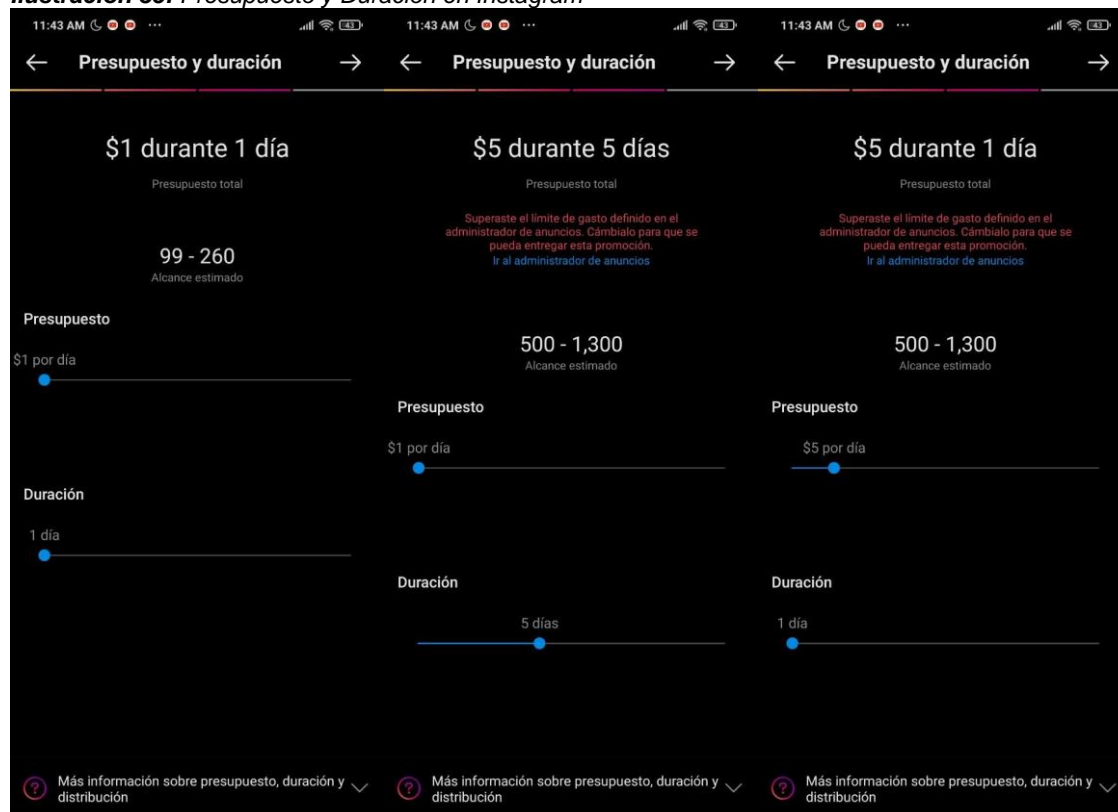 Ilustración 35. Presupuesto y Duración en Instagram
11:43 AM
43
Presupuesto y duración
$1 durante 1 día
Presupuesto total
99 - 260
Alcance estimado
Presupuesto
$1 por día
Duración
1 día
Más información sobre presupuesto, duración y
distribución
11:43 AM
43
Presupuesto y duración
$5 durante 5 días
Presupuesto total
Superaste el límite de gasto definido en el
administrador de anuncios. Cámbialo para que se
pueda entregar esta promoción.
Ir al administrador de anuncios
500 - 1,300
Alcance estimado
Presupuesto
$1 por día
Duración
5 días
Más información sobre presupuesto, duración y
distribución
11:43 AM
43
Presupuesto y duración
$5 durante 1 día
Presupuesto total
Superaste el límite de gasto definido en el
administrador de anuncios. Cámbialo para que se
pueda entregar esta promoción.
Ir al administrador de anuncios
500 - 1,300
Alcance estimado
Presupuesto
$5 por día
Duración
1 día
Más información sobre presupuesto, duración y
distribución